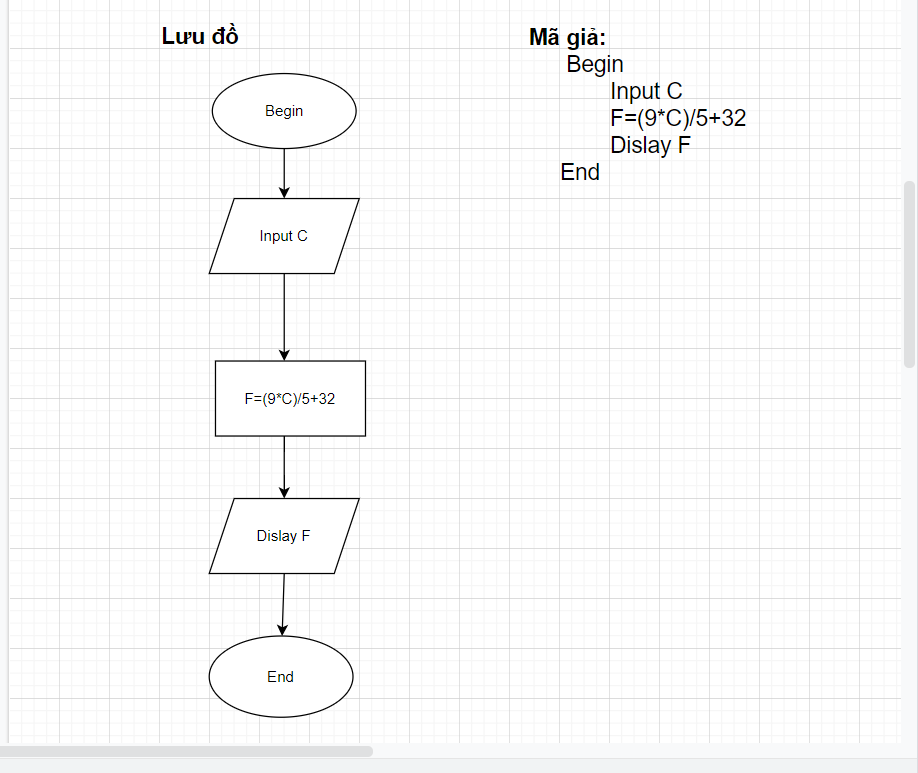 Lưu đồ
Begin
Input C
F=(9*C)/5+32
Dislay F
End
Mã giả:
Begin
Input C
F=(9*C)/5+32
Dislay F
End